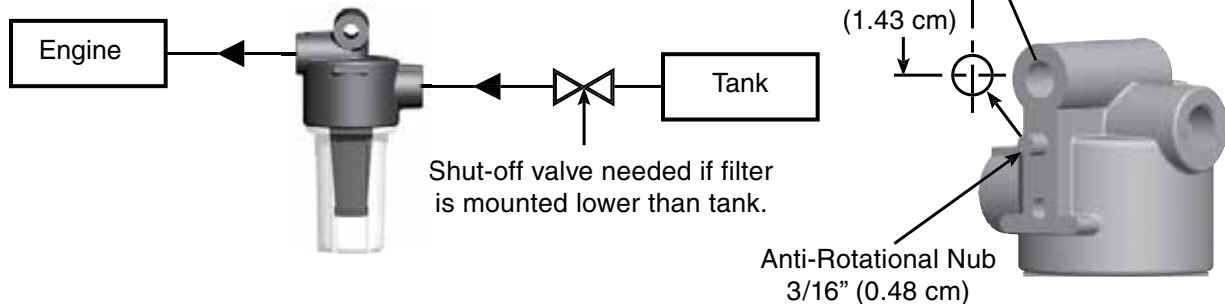 Engine
Tank
Shut-off valve needed if filter
is mounted lower than tank.
(1.43 cm)
Anti-Rotational Nub
3/16” (0.48 cm)